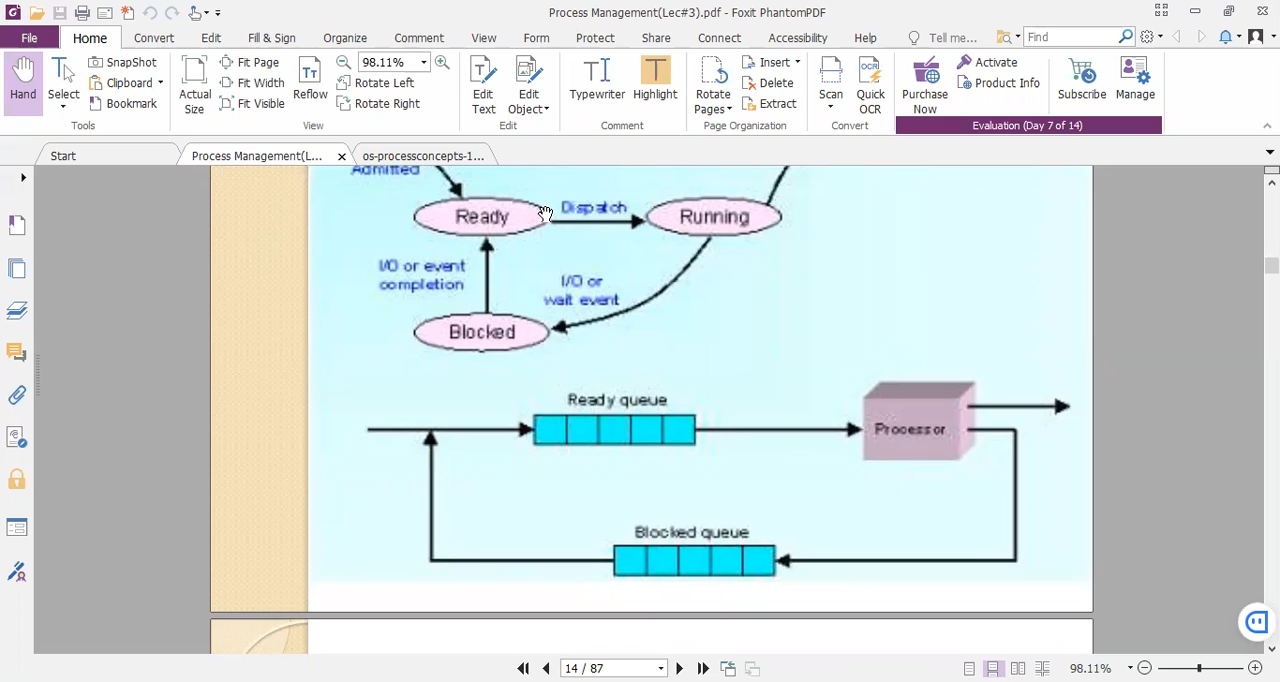 Process Management(Lec#3).pdf - Foxit PhantomPDF
File Home Convert Edit Fill & Sign Organize Comment View Form Protect Share Connect Accessibility Help Tell me... Find
Hand
Select
SnapShot
Clipboard
Bookmark
Tools
Actual Size
Fit Page
Fit Width
Fit Visible
Reflow
98.11%
Rotate Left
Rotate Right
View
Edit Text
Edit Object
Edit
Typewriter
Highlight
Comment
Rotate Pages
Insert
Delete
Extract
Page Organization
Scan
Quick OCR
OCR
Convert
Purchase Now
Activate
Product Info
Subscribe
Manage
Evaluation (Day 7 of 14)
Start
Process Management(L...
os-processconcepts-1...
Admitted
Ready
Dispatch
Running
I/O or event
completion
I/O or
wait event
Blocked
Ready queue
Processor
Blocked queue
14 / 87
98.11%